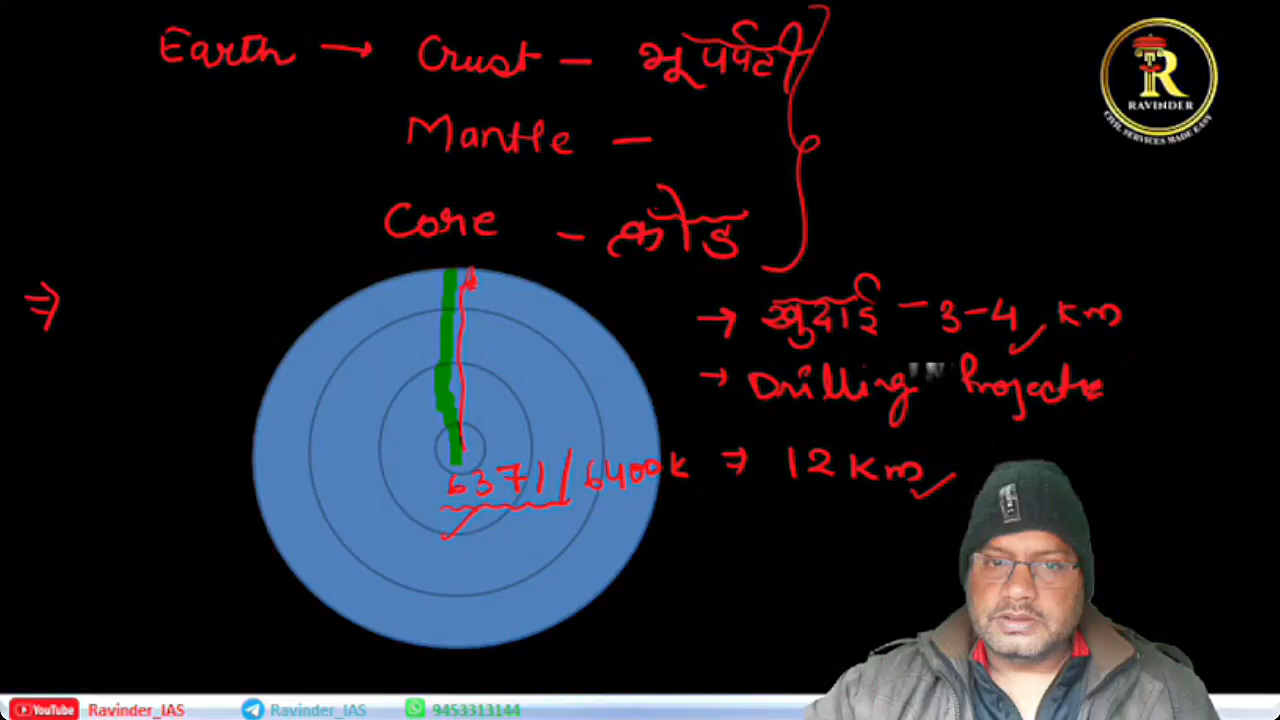 Earth → Crust - भू पर्पटी
Mantle -
Core - क्रोड
⇒
→ खुदाई - 3-4 km
→ Drilling Projects
6371/6400k ⇒ 12 km
R
RAVINDER
CIVIL SERVICES MADE EASY
YouTube Ravinder_IAS Ravinder_IAS 9453313144